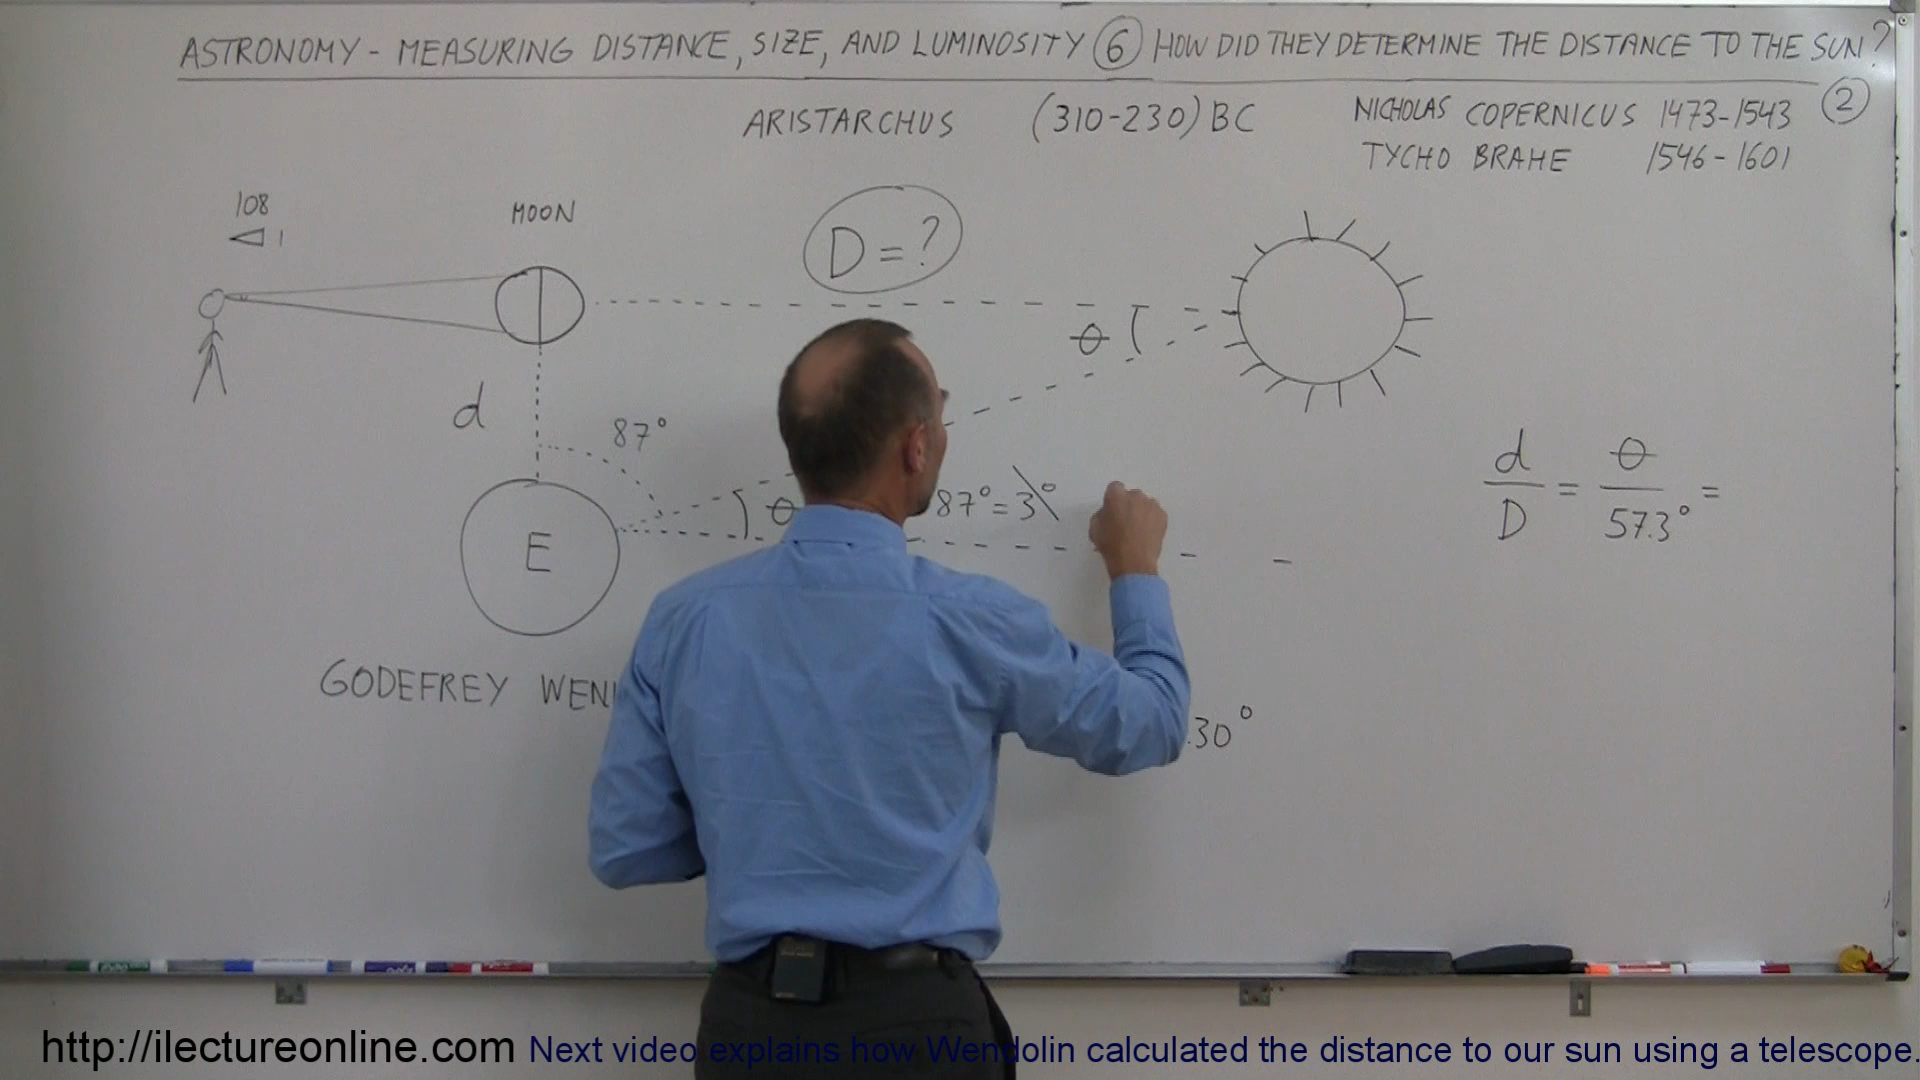 ASTRONOMY - MEASURING DISTANCE, SIZE, AND LUMINOSITY ⑥ HOW DID THEY DETERMINE THE DISTANCE TO THE SUN?
②
ARISTARCHUS (310-230) BC
NICHOLAS COPERNICUS 1473-1543
TYCHO BRAHE 1546-1601
108
1
MOON
D = ?
θ
d
87°
θ
87° = 3°
E
d/D = θ/57.3° =
GODEFREY WEN
.30°
http://ilectureonline.com Next video explains how Wendolin calculated the distance to our sun using a telescope.